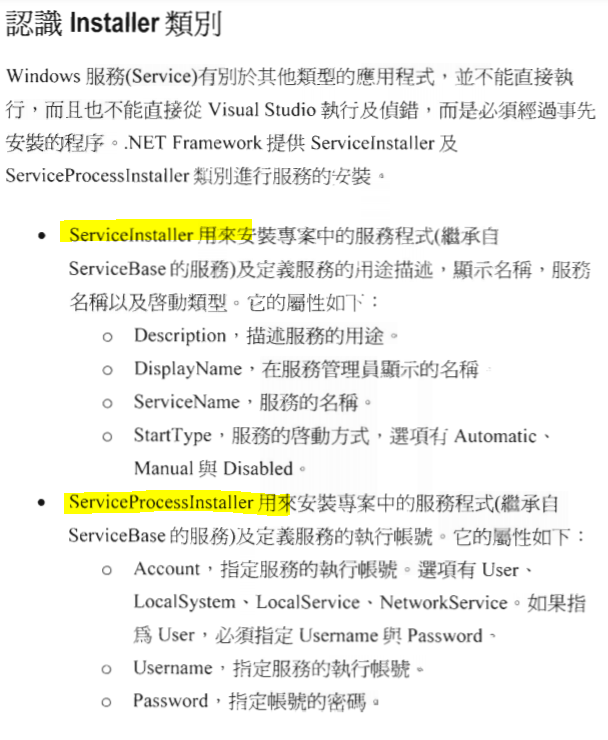 認識 Installer 類別
Windows 服務(Service)有別於其他類型的應用程式，並不能直接執
行，而且也不能直接從 Visual Studio 執行及偵錯，而是必須經過事先
安裝的程序。.NET Framework 提供 ServiceInstaller 及
ServiceProcessInstaller 類別進行服務的安裝。
• ServiceInstaller 用來安裝專案中的服務程式(繼承自
ServiceBase 的服務)及定義服務的用途描述，顯示名稱，服務
名稱以及啓動類型。它的屬性如下：
o Description，描述服務的用途。
o DisplayName，在服務管理員顯示的名稱
o ServiceName，服務的名稱。
o StartType，服務的啓動方式，選項有 Automatic、
Manual 與 Disabled。
• ServiceProcessInstaller 用來安裝專案中的服務程式(繼承自
ServiceBase 的服務)及定義服務的執行帳號。它的屬性如下：
o Account，指定服務的執行帳號。選項有 User、
LocalSystem、LocalService、NetworkService。如果指
爲 User，必須指定 Username 與 Password、
o Username，指定服務的執行帳號。
o Password，指定帳號的密碼。